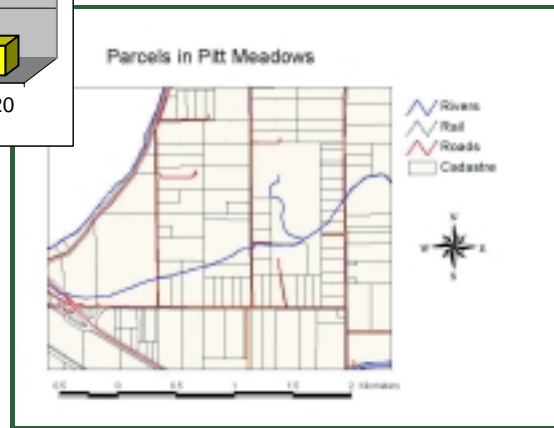 20
Parcels in Pitt Meadows
Rivers
Rail
Roads
Cadastre
N
W E
S
0.5 0 0.5 1 1.5 2 Kilometers